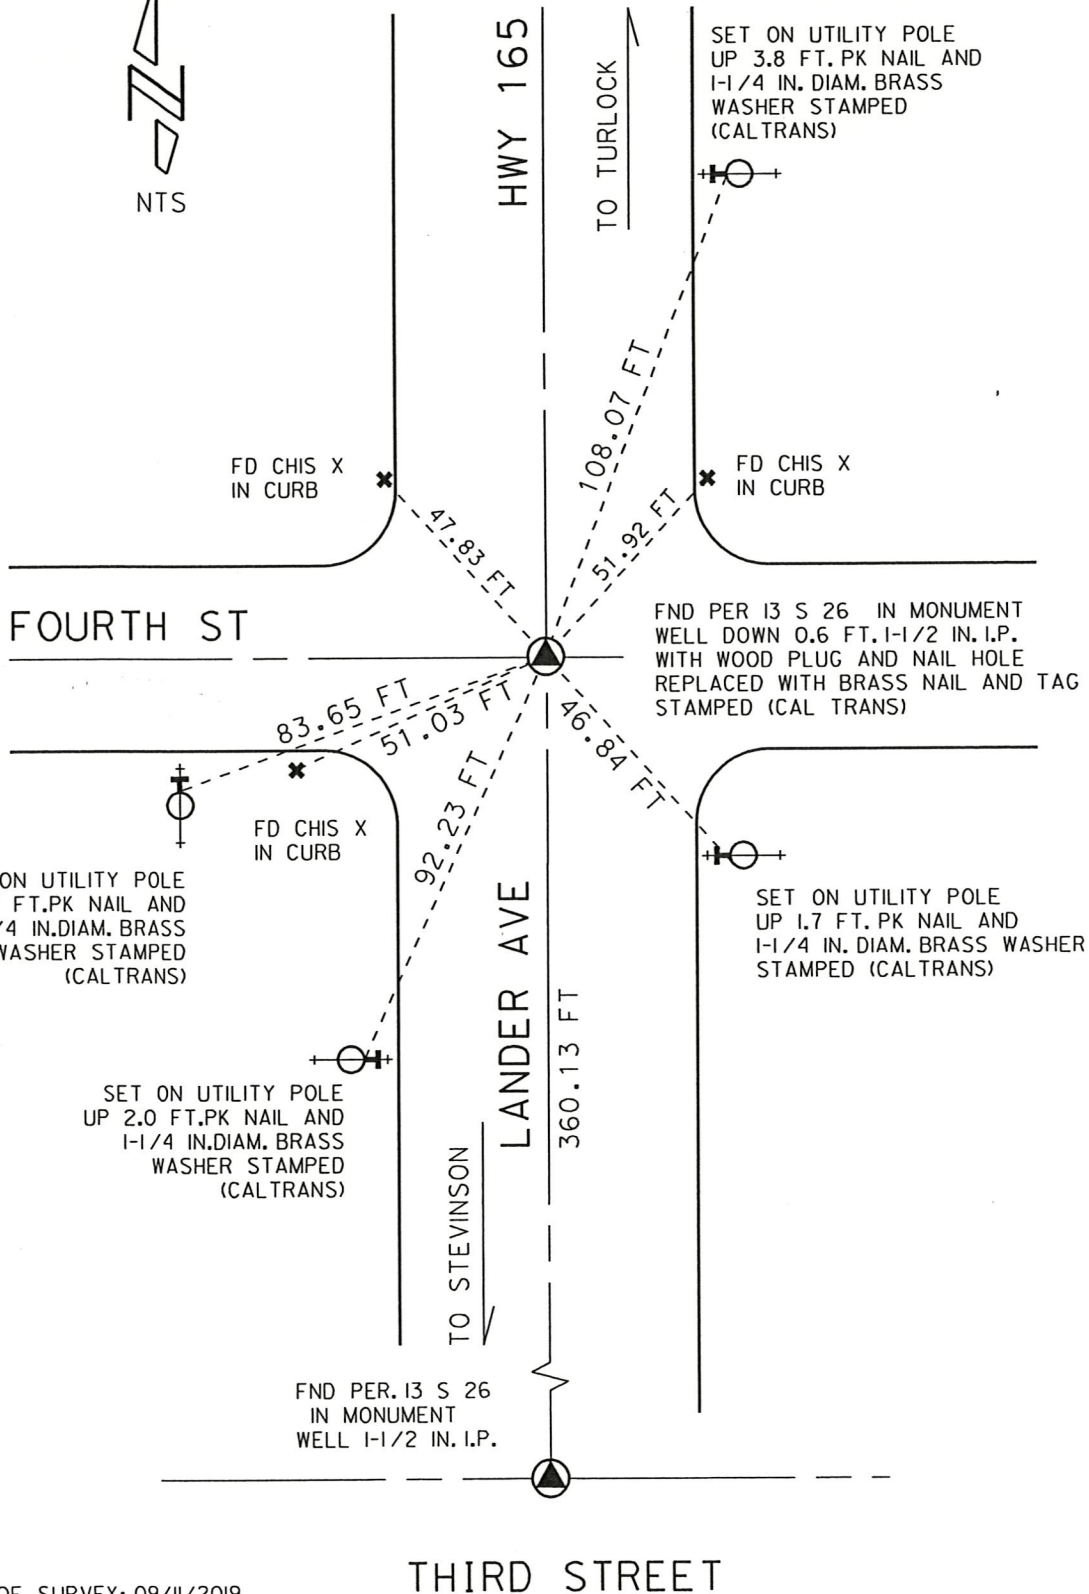 NTS
HWY 165
TO TURLOCK
SET ON UTILITY POLE
UP 3.8 FT. PK NAIL AND
1-1/4 IN. DIAM. BRASS
WASHER STAMPED
(CALTRANS)
108.07 FT
FD CHIS X
IN CURB
47.83 FT
51.92 FT
FD CHIS X
IN CURB
FOURTH ST
FND PER 13 S 26 IN MONUMENT
WELL DOWN 0.6 FT. 1-1/2 IN. I.P.
WITH WOOD PLUG AND NAIL HOLE
REPLACED WITH BRASS NAIL AND TAG
STAMPED (CAL TRANS)
83.65 FT
51.03 FT
46.84 FT
92.23 FT
FD CHIS X
IN CURB
ON UTILITY POLE
FT.PK NAIL AND
/4 IN.DIAM. BRASS
WASHER STAMPED
(CALTRANS)
SET ON UTILITY POLE
UP 1.7 FT. PK NAIL AND
1-1/4 IN. DIAM. BRASS WASHER
STAMPED (CALTRANS)
LANDER AVE
360.13 FT
SET ON UTILITY POLE
UP 2.0 FT.PK NAIL AND
1-1/4 IN.DIAM. BRASS
WASHER STAMPED
(CALTRANS)
TO STEVINSON
FND PER. 13 S 26
IN MONUMENT
WELL 1-1/2 IN. I.P.
THIRD STREET
OF SURVEY: 09/11/2019